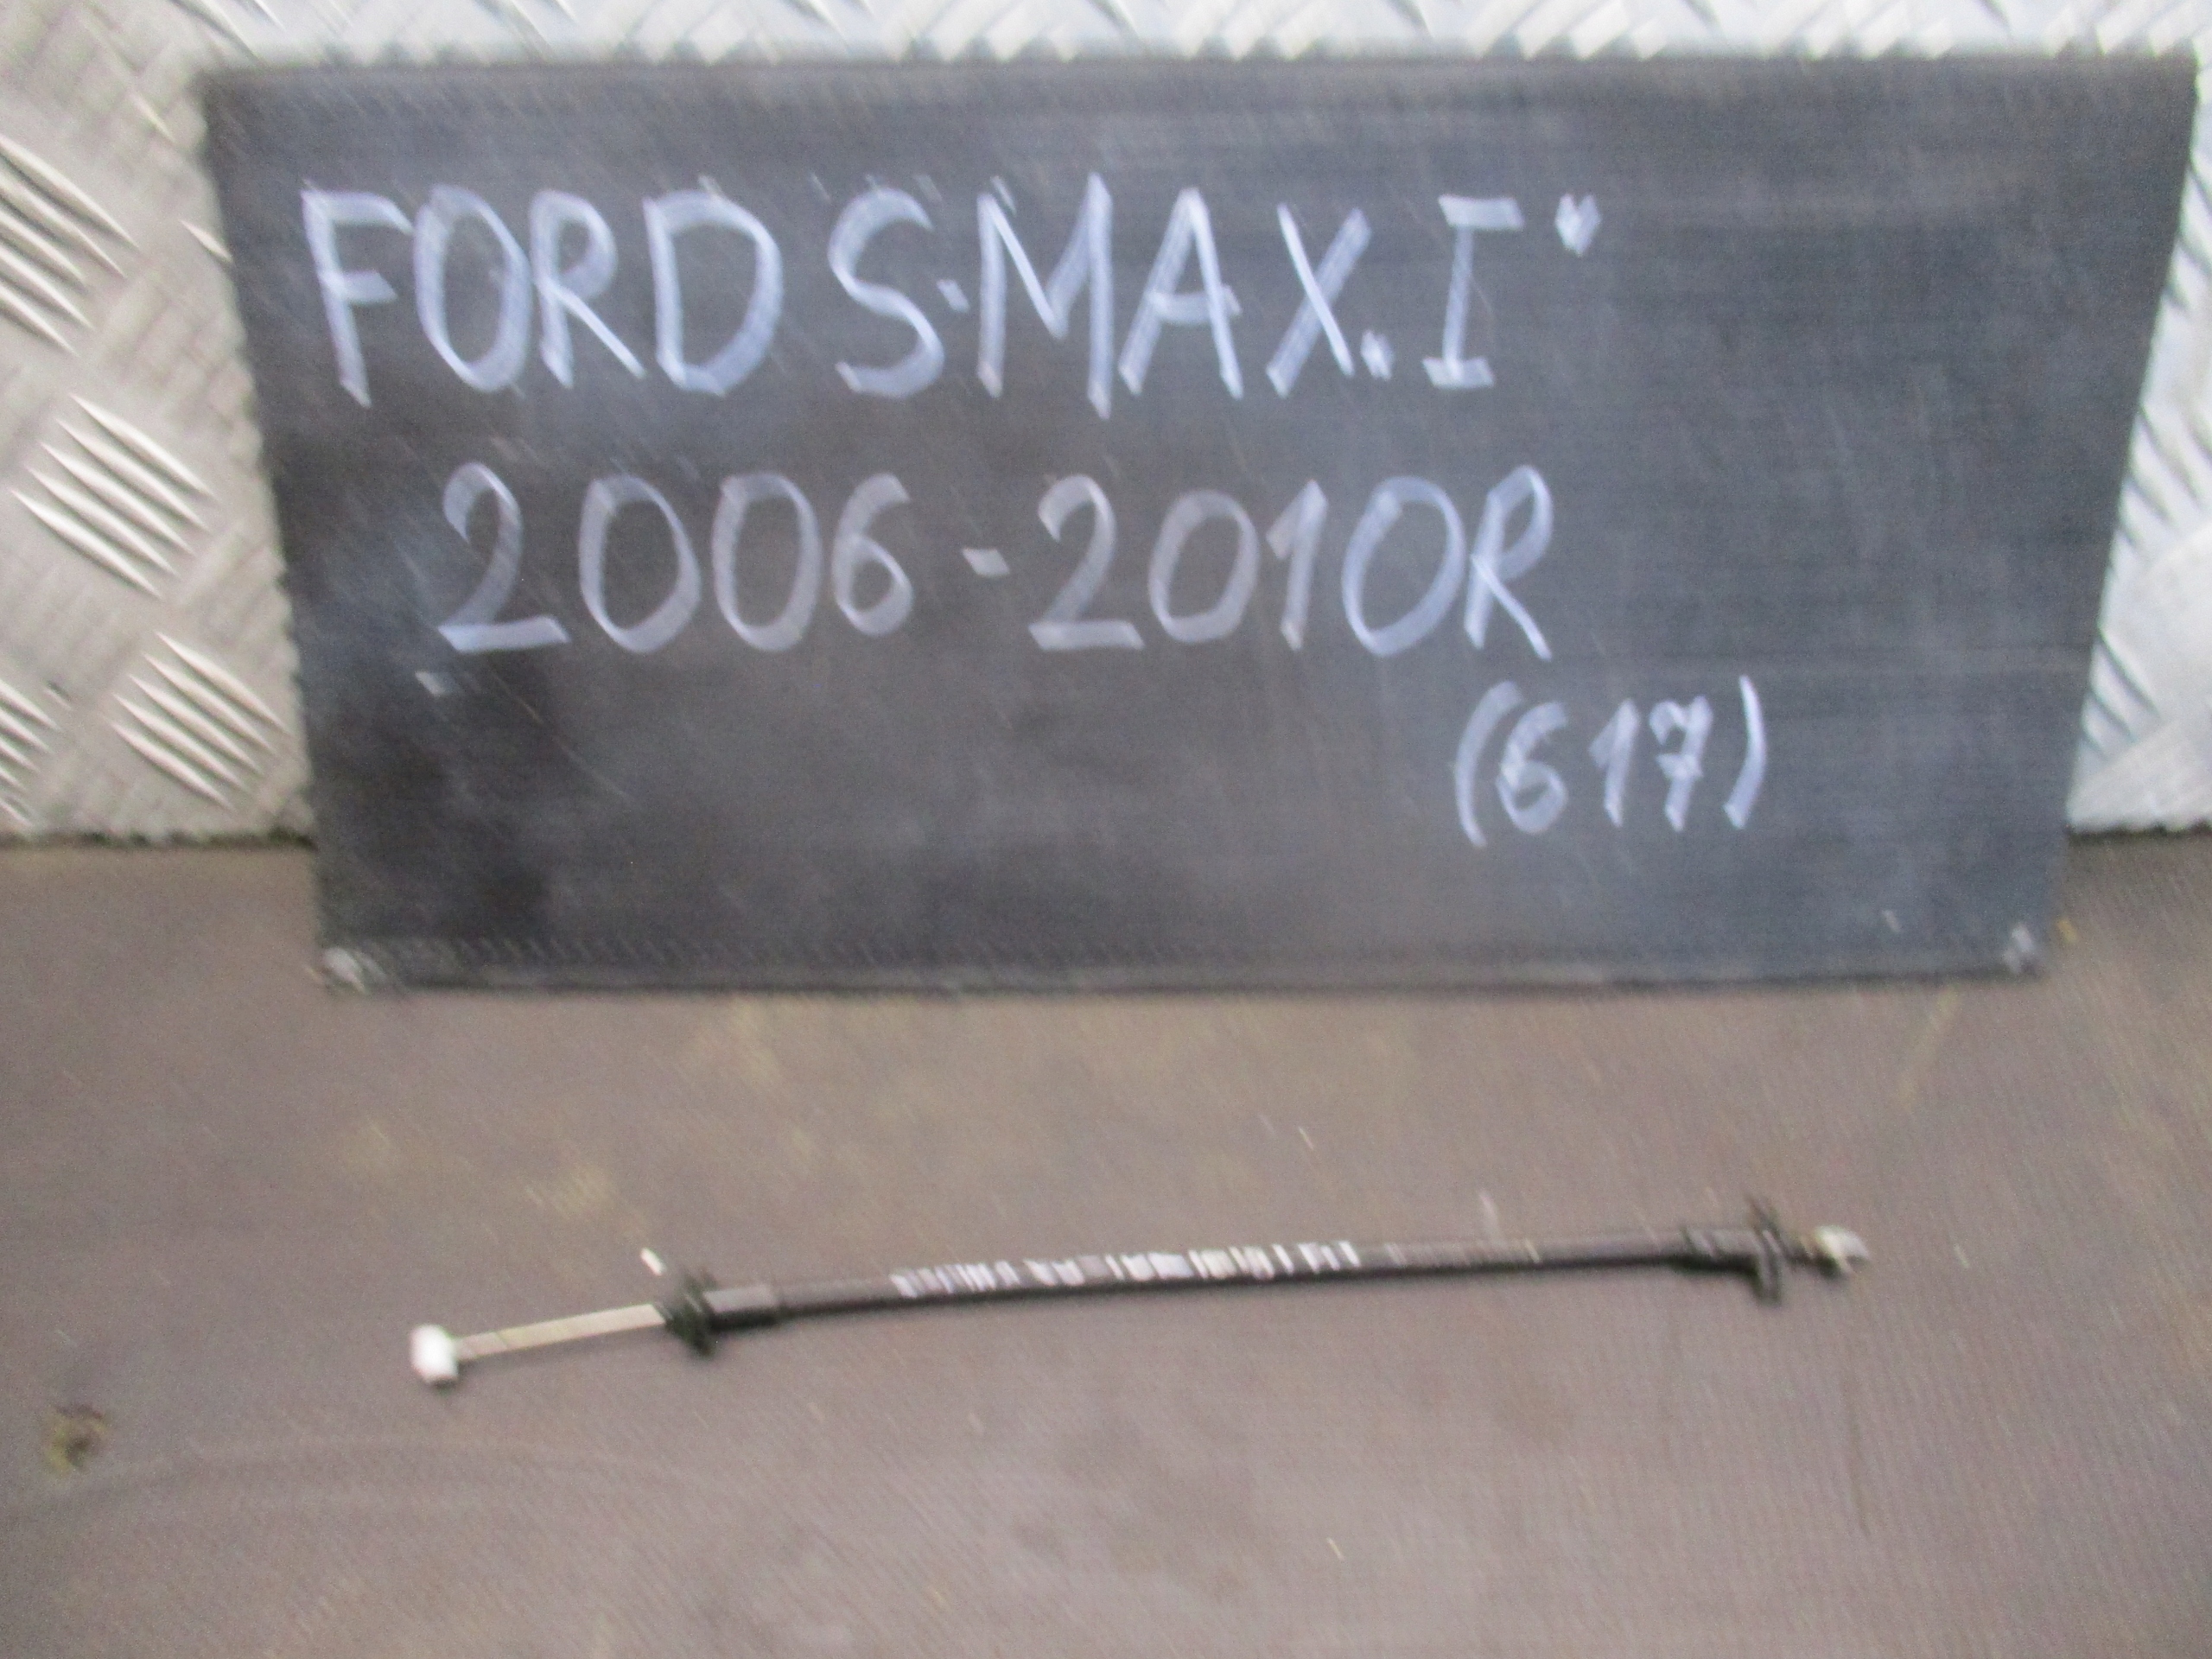 FORD S-MAX. I"
2006-2010R
(617)